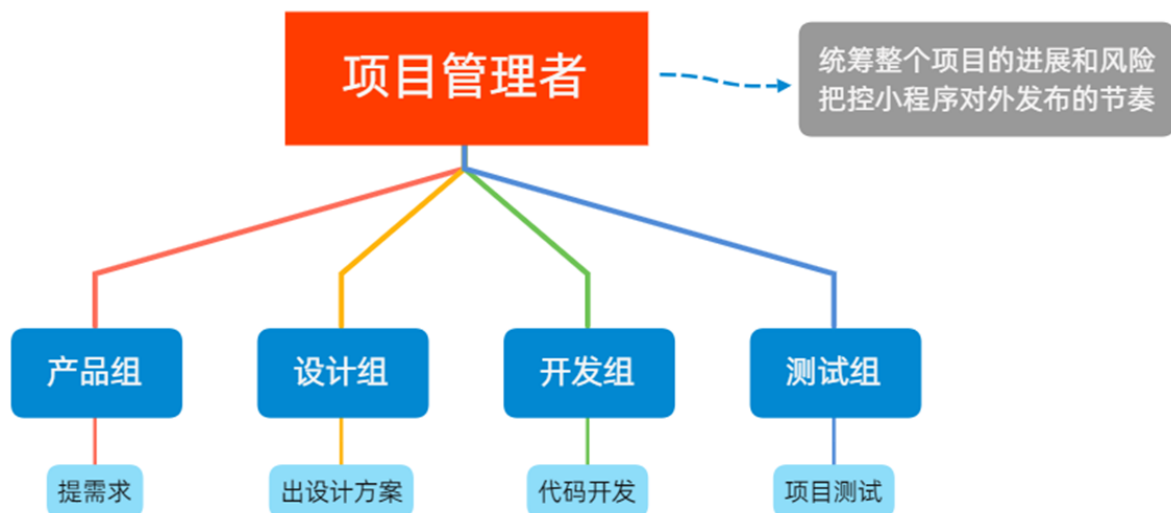 项目管理者
统筹整个项目的进展和风险
把控小程序对外发布的节奏
产品组
设计组
开发组
测试组
提需求
出设计方案
代码开发
项目测试